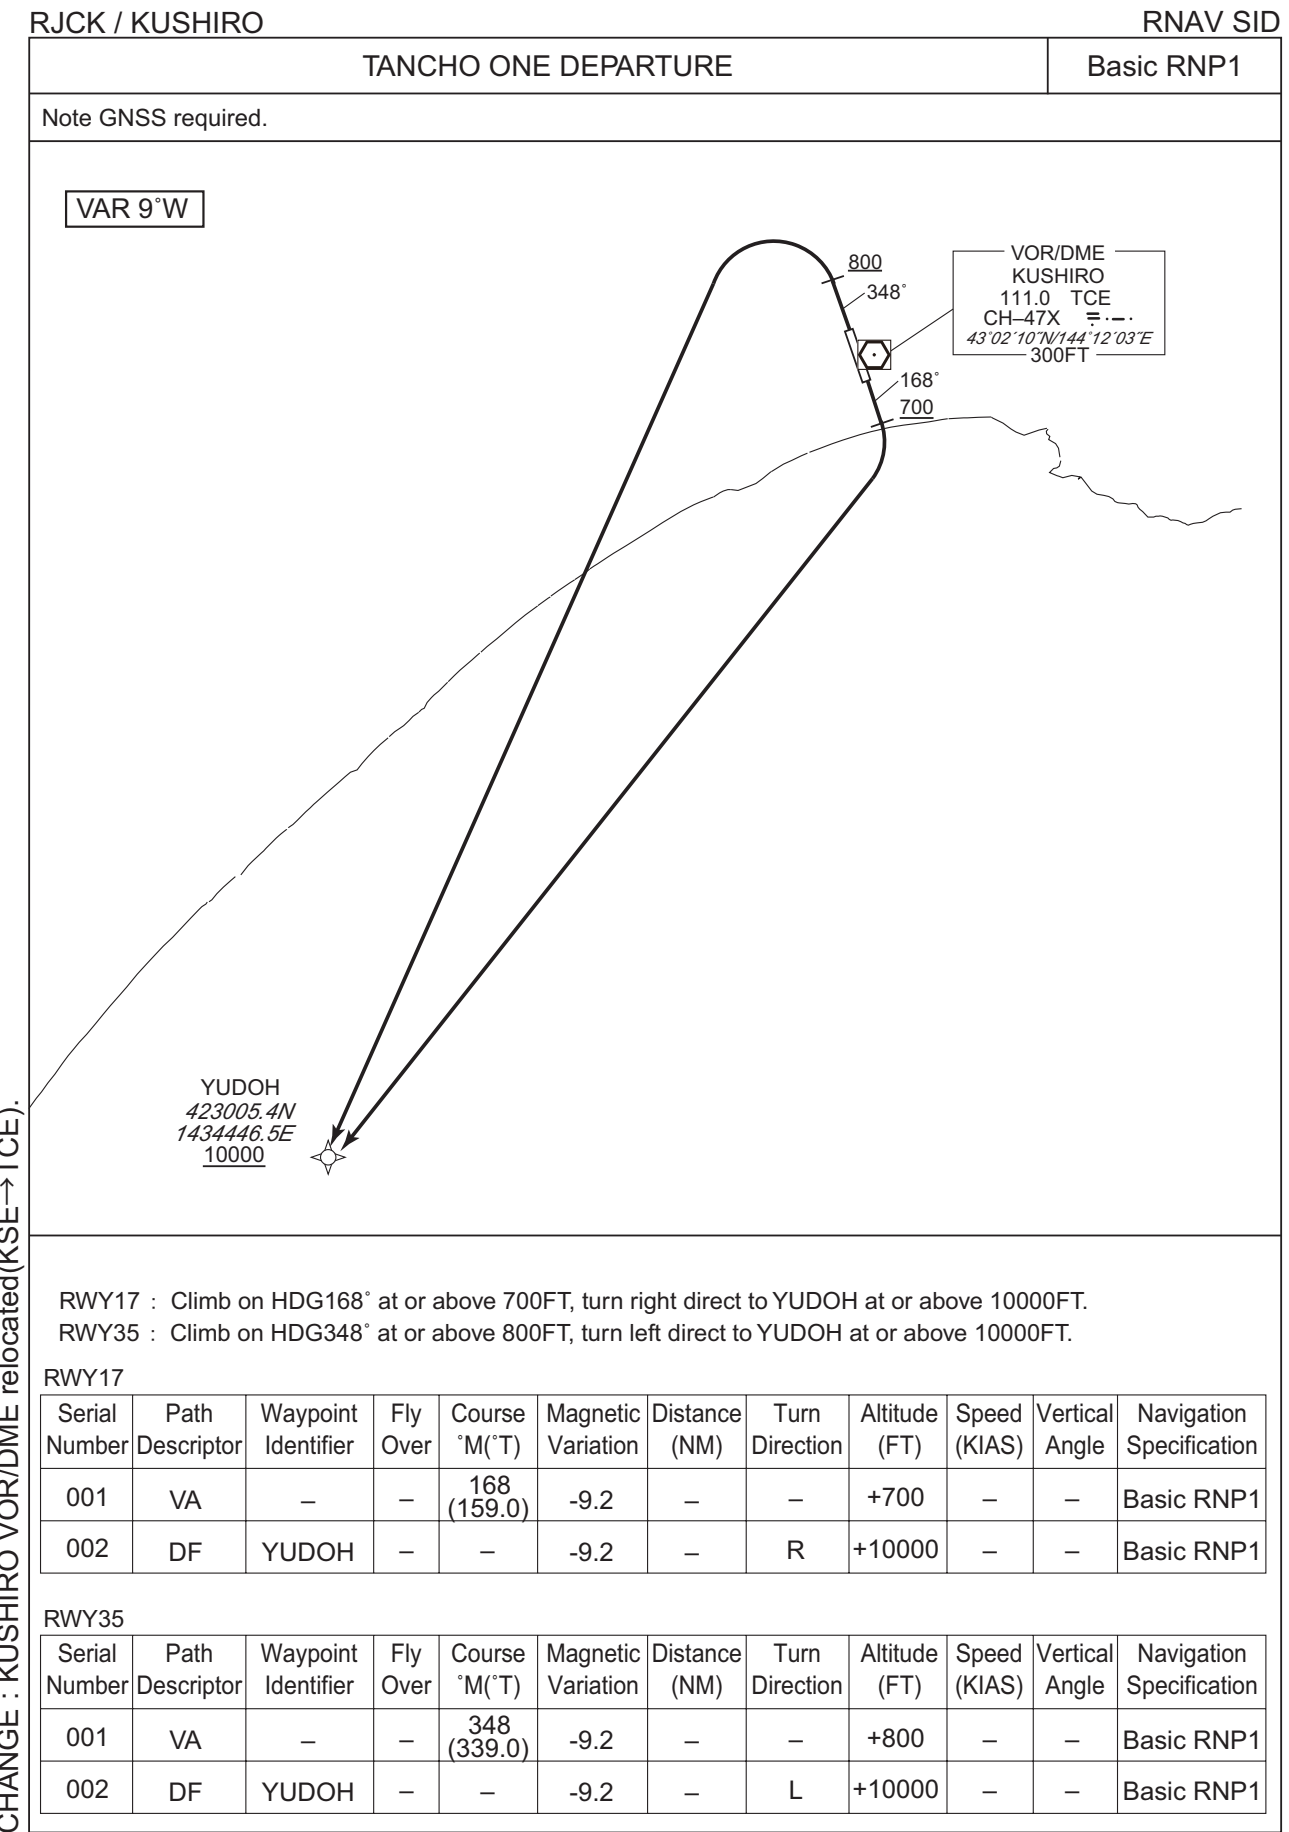 RJCK / KUSHIRO
RNAV SID
TANCHO ONE DEPARTURE
Basic RNP1
Note GNSS required.
VAR 9˚W
800
348˚
VOR/DME
KUSHIRO
111.0 TCE
CH–47X
43˚02´10˝N/144˚12´03˝E
300FT
168˚
700
YUDOH
423005.4N
1434446.5E
10000
RWY17 : Climb on HDG168˚ at or above 700FT, turn right direct to YUDOH at or above 10000FT.
RWY35 : Climb on HDG348˚ at or above 800FT, turn left direct to YUDOH at or above 10000FT.
RWY17
Serial Path Waypoint Fly Course Magnetic Distance Turn Altitude Speed Vertical Navigation
Number Descriptor Identifier Over ˚M(˚T) Variation (NM) Direction (FT) (KIAS) Angle Specification
001 VA – – 168 (159.0) -9.2 – – +700 – – Basic RNP1
002 DF YUDOH – – -9.2 – R +10000 – – Basic RNP1
RWY35
Serial Path Waypoint Fly Course Magnetic Distance Turn Altitude Speed Vertical Navigation
Number Descriptor Identifier Over ˚M(˚T) Variation (NM) Direction (FT) (KIAS) Angle Specification
001 VA – – 348 (339.0) -9.2 – – +800 – – Basic RNP1
002 DF YUDOH – – -9.2 – L +10000 – – Basic RNP1
CHANGE : KUSHIRO VOR/DME relocated(KSE→TCE).